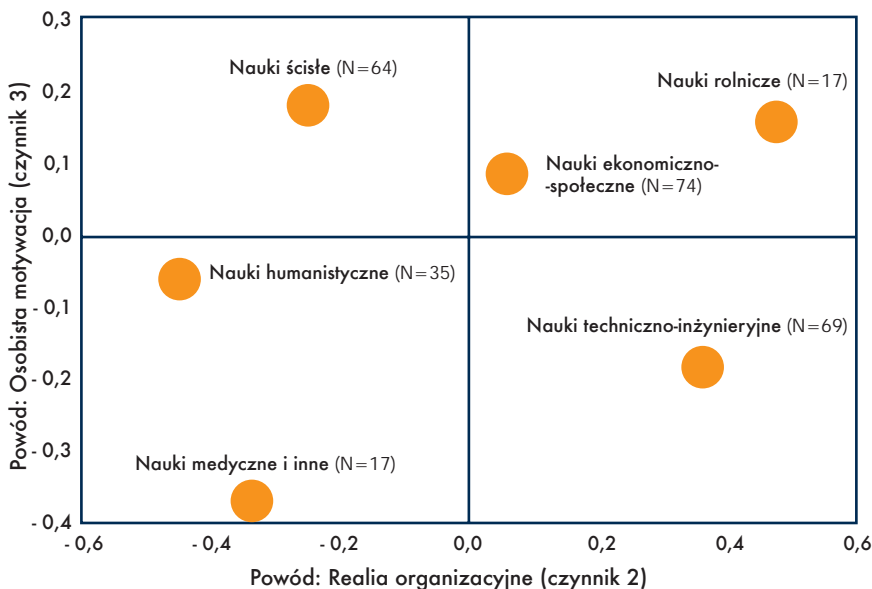 0,3
Nauki ścisłe (N=64)
Nauki rolnicze (N=17)
0,2
Nauki ekonomiczno-
-społeczne (N=74)
0,1
0,0
Nauki humanistyczne (N=35)
- 0,1
Nauki techniczno-inżynieryjne (N=69)
- 0,2
- 0,3
Nauki medyczne i inne (N=17)
- 0,4
Powód: Osobista motywacja (czynnik 3)
- 0,6
- 0,4
- 0,2
0,0
0,2
0,4
0,6
Powód: Realia organizacyjne (czynnik 2)